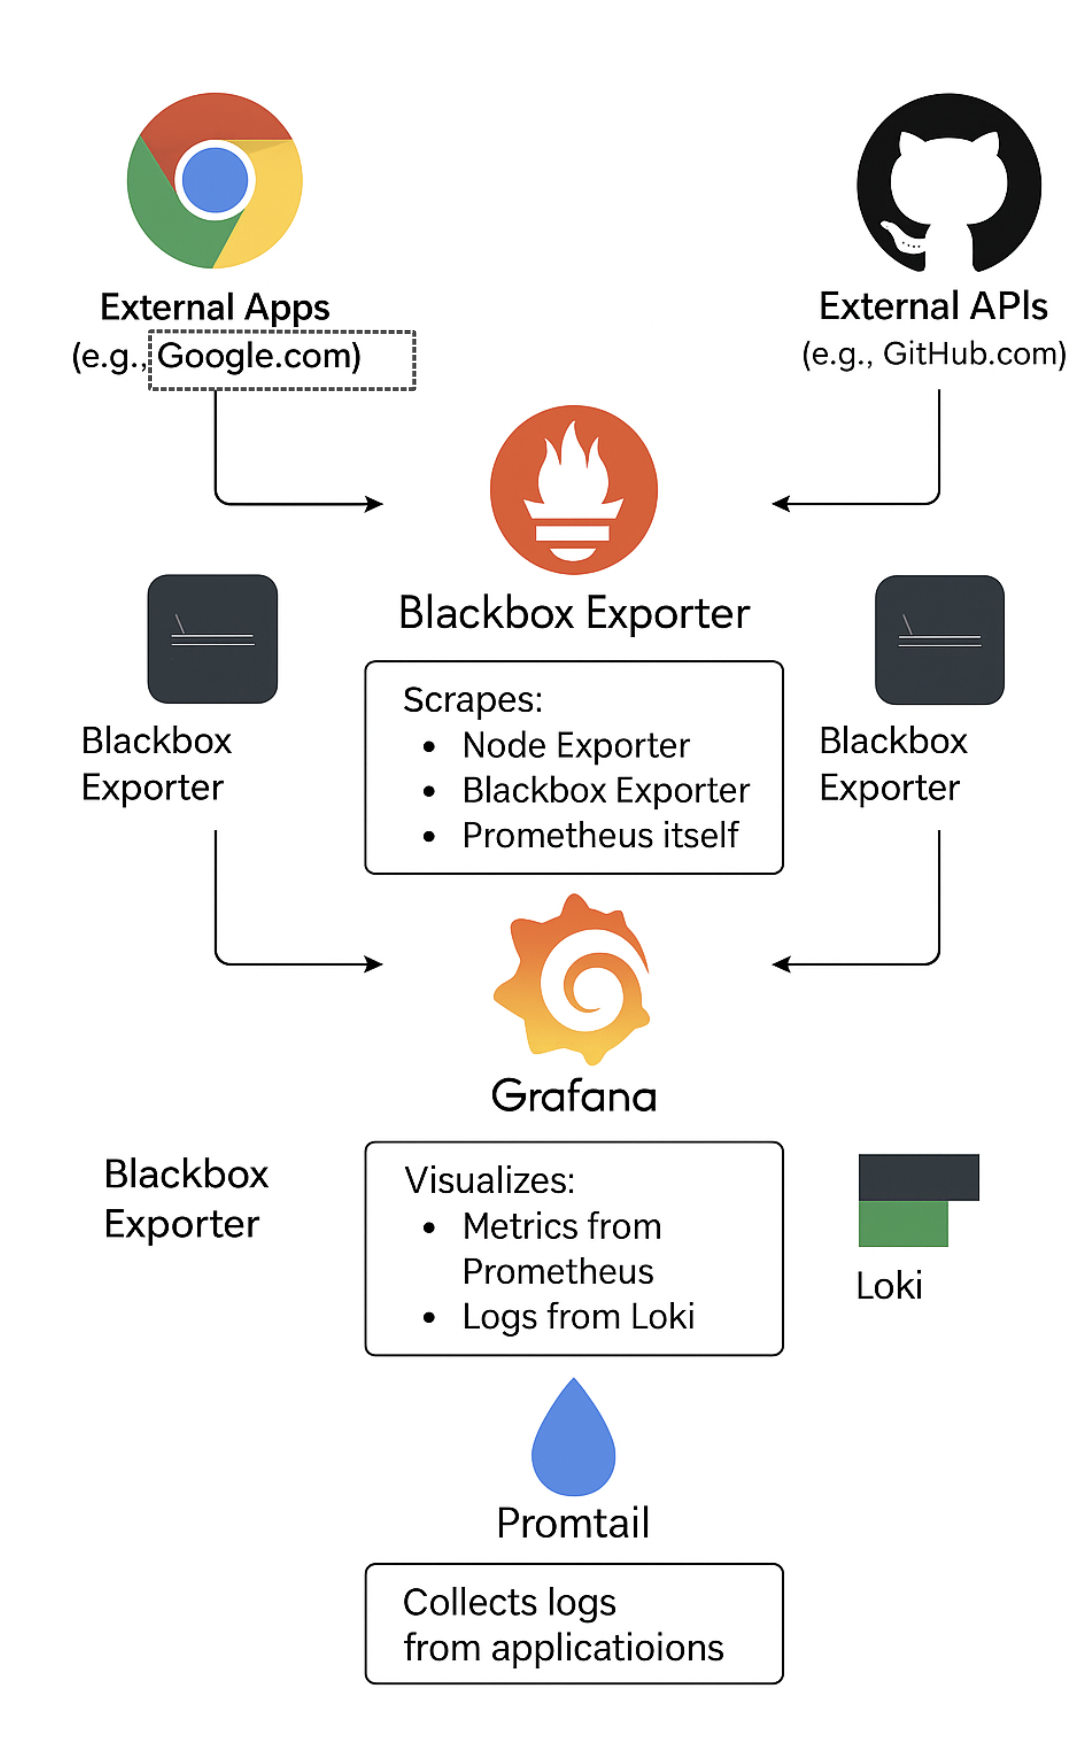 External Apps
(e.g., Google.com)
External APIs
(e.g., GitHub.com)
Blackbox Exporter
Scrapes:
• Node Exporter
• Blackbox Exporter
• Prometheus itself
Blackbox
Exporter
Blackbox
Exporter
Grafana
Blackbox
Exporter
Visualizes:
• Metrics from
Prometheus
• Logs from Loki
Loki
Promtail
Collects logs
from applicatioions